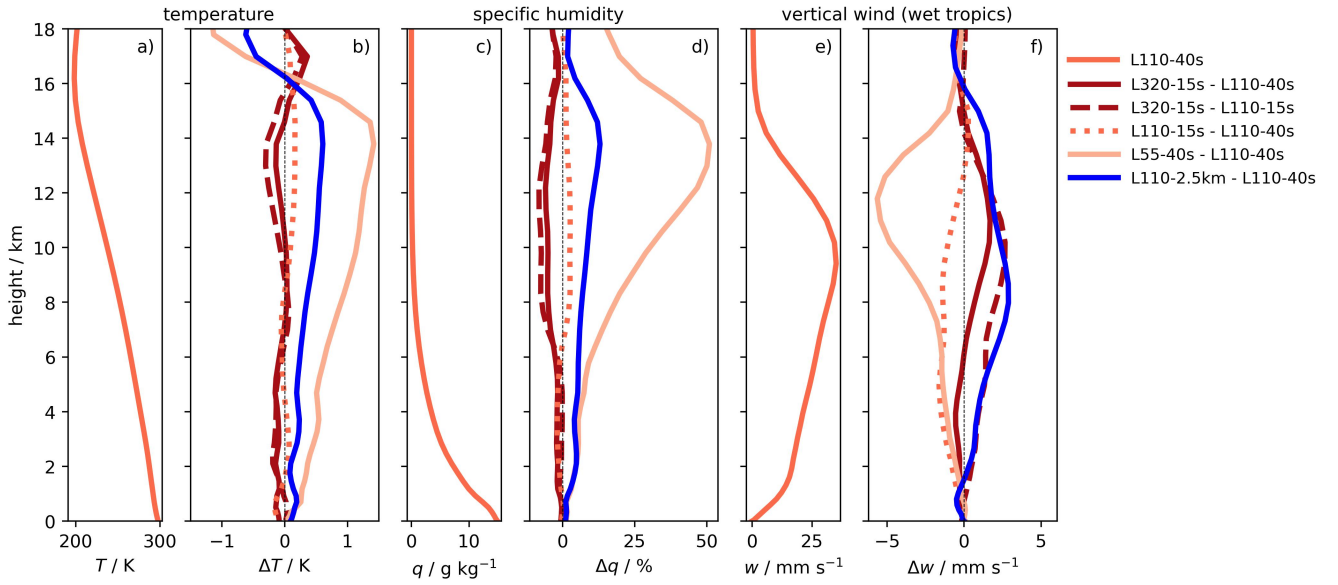 temperature
specific humidity
vertical wind (wet tropics)
a)
b)
c)
d)
e)
f)
18
16
14
12
10
8
6
4
2
0
height / km
200 300
−1 0 1
0 10
0 25 50
0 25
−5 0 5
T / K
ΔT / K
q / g kg⁻¹
Δq / %
w / mm s⁻¹
Δw / mm s⁻¹
L110-40s
L320-15s - L110-40s
L320-15s - L110-15s
L110-15s - L110-40s
L55-40s - L110-40s
L110-2.5km - L110-40s